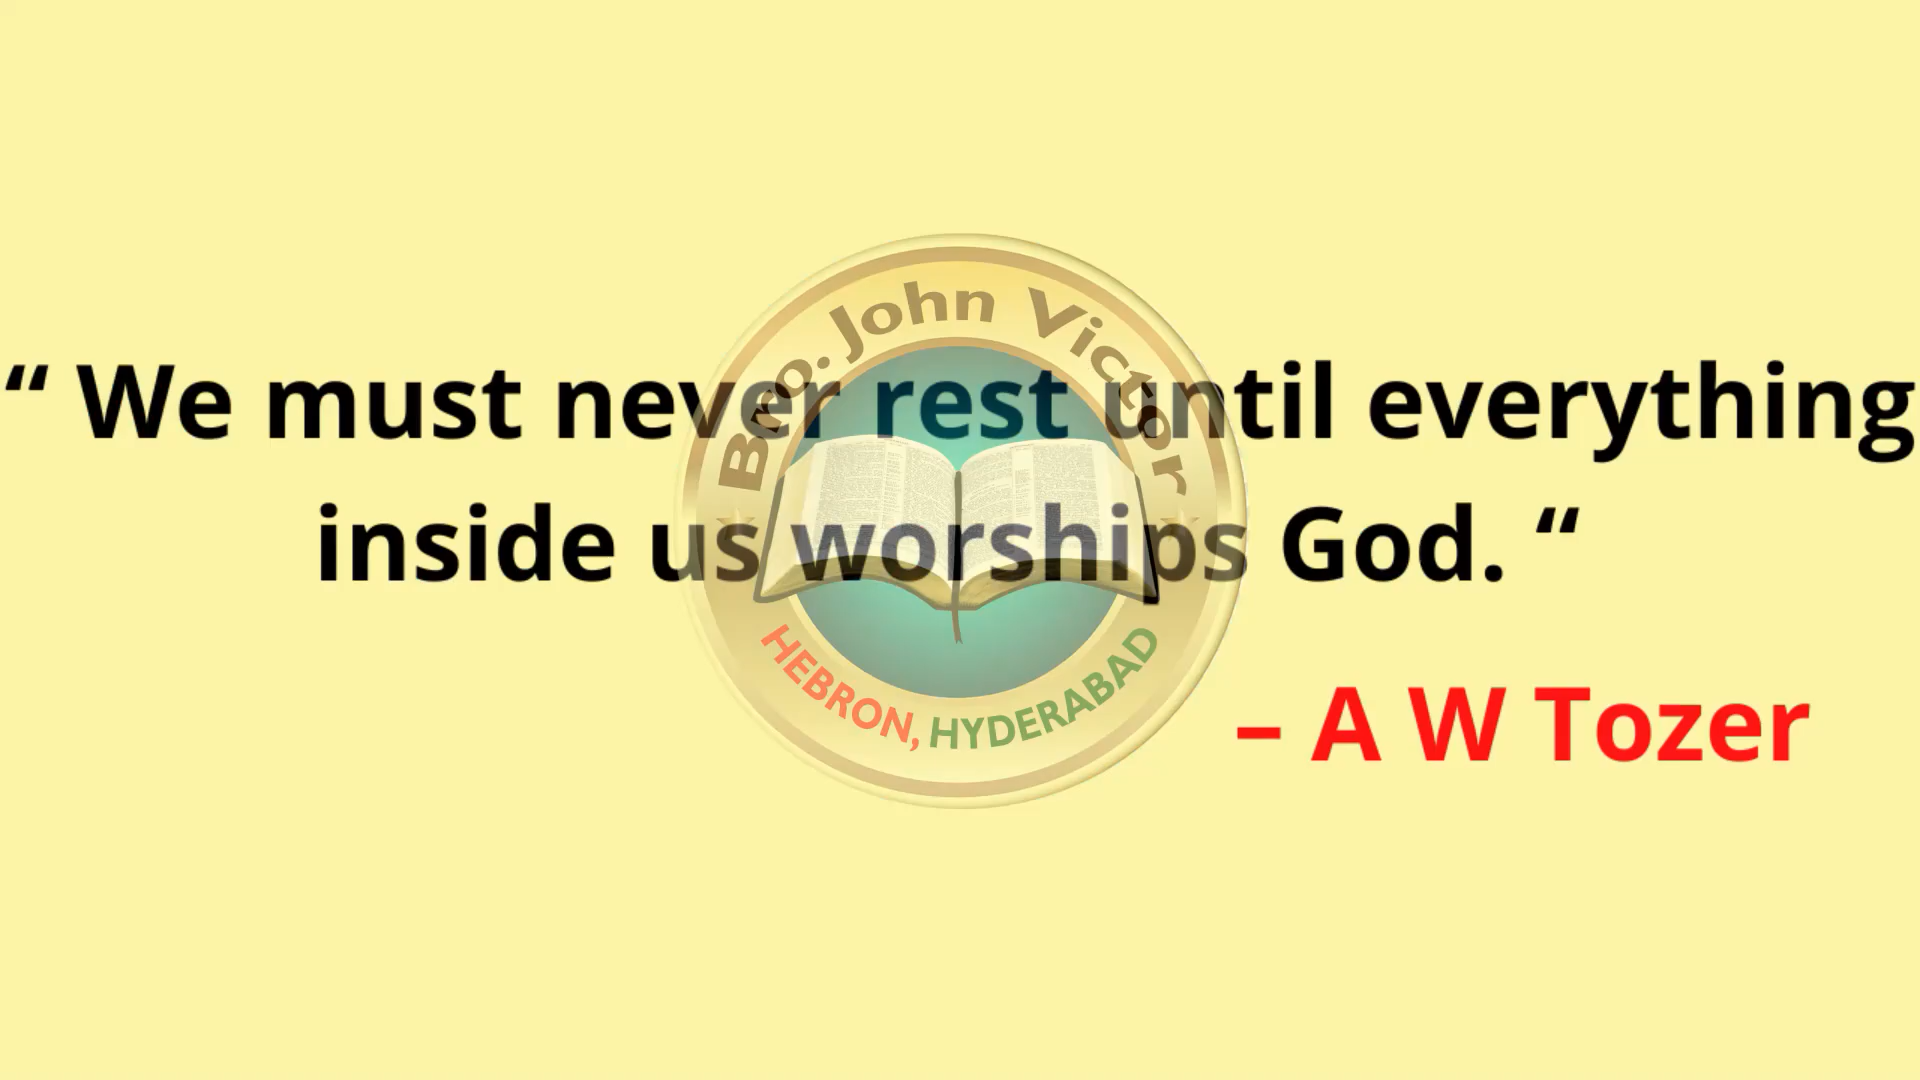 Bro. John Victor
“ We must never rest until everything
inside us worships God. “
HEBRON, HYDERABAD
– A W Tozer